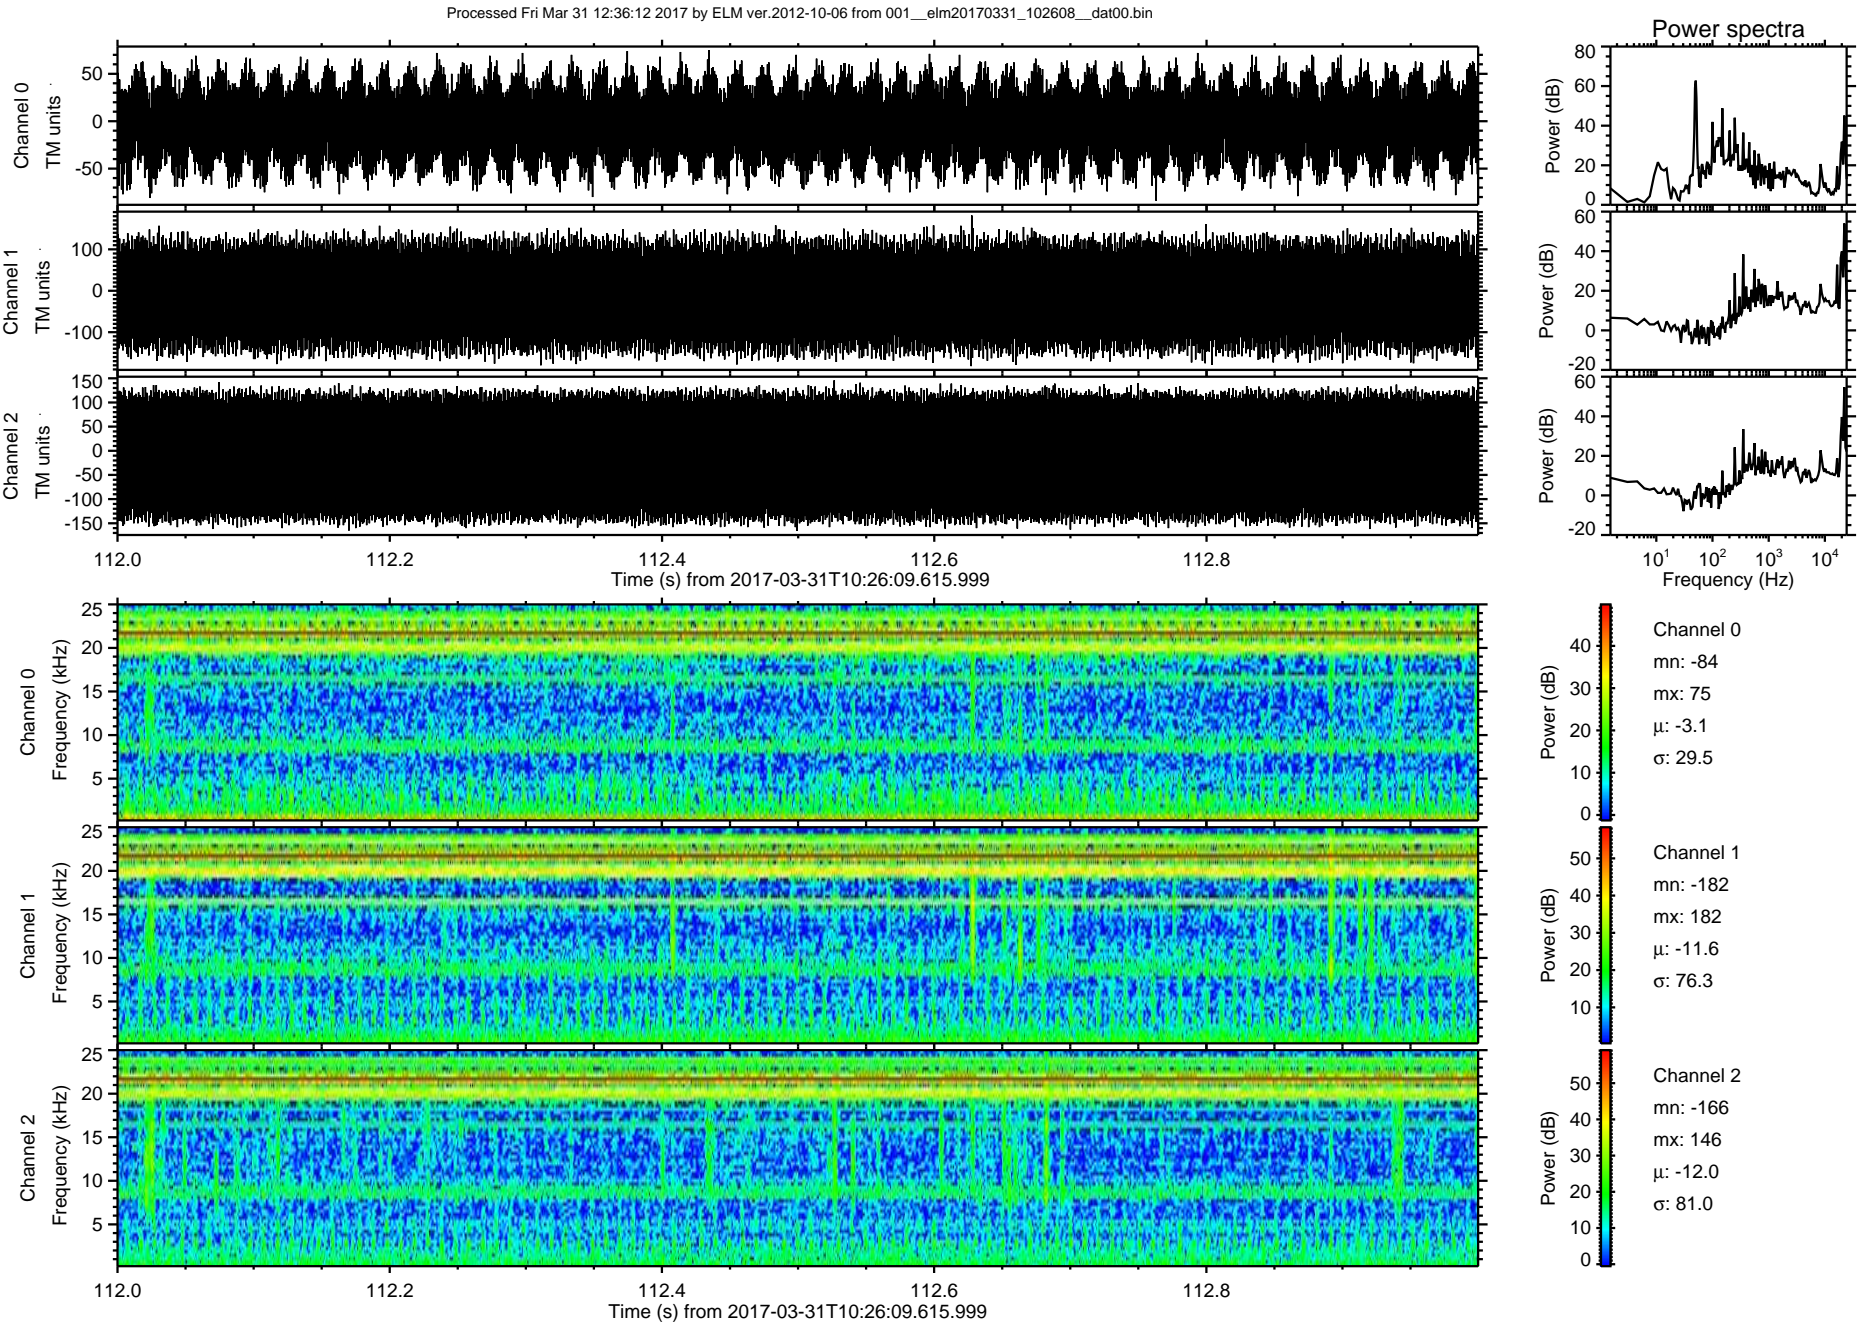 Processed Fri Mar 31 12:36:12 2017 by ELM ver.2012-10-06 from 001__elm20170331_102608__dat00.bin
Power spectra
Channel 0
TM units
50
0
-50
Power (dB)
80
60
40
20
0
Channel 1
TM units
100
0
-100
Power (dB)
60
40
20
0
-20
Channel 2
TM units
150
100
50
0
-50
-100
-150
Power (dB)
60
40
20
0
-20
112.0 112.2 112.4 112.6 112.8
Time (s) from 2017-03-31T10:26:09.615.999
10¹ 10² 10³ 10⁴
Frequency (Hz)
Channel 0
Frequency (kHz)
25
20
15
10
5
Power (dB)
40
30
20
10
0
Channel 0
mn: -84
mx: 75
μ: -3.1
σ: 29.5
Channel 1
Frequency (kHz)
25
20
15
10
5
Power (dB)
50
40
30
20
10
Channel 1
mn: -182
mx: 182
μ: -11.6
σ: 76.3
Channel 2
Frequency (kHz)
25
20
15
10
5
Power (dB)
50
40
30
20
10
0
Channel 2
mn: -166
mx: 146
μ: -12.0
σ: 81.0
112.0 112.2 112.4 112.6 112.8
Time (s) from 2017-03-31T10:26:09.615.999